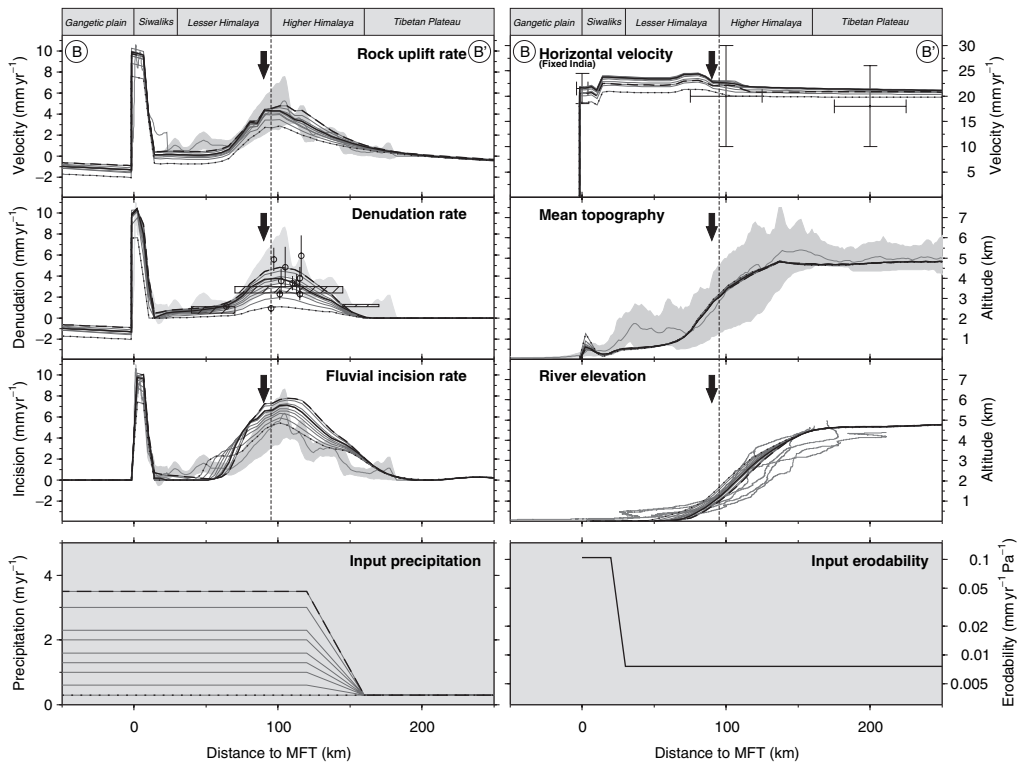 Gangetic plain Siwaliks Lesser Himalaya Higher Himalaya Tibetan Plateau
B Rock uplift rate B'
Velocity (mm yr⁻¹)
10
8
6
4
2
0
−2
Denudation rate
Denudation (mm yr⁻¹)
10
8
6
4
2
0
−2
Fluvial incision rate
Incision (mm yr⁻¹)
10
8
6
4
2
0
−2
Input precipitation
Precipitation (m yr⁻¹)
4
2
0
0 100 200
Distance to MFT (km)
Gangetic plain Siwaliks Lesser Himalaya Higher Himalaya Tibetan Plateau
B Horizontal velocity B'
(Fixed India)
30
25
20
15
10
5
Velocity (mm yr⁻¹)
Mean topography
7
6
5
4
3
2
1
Altitude (km)
River elevation
7
6
5
4
3
2
1
Altitude (km)
Input erodability
0.1
0.05
0.02
0.01
0.005
Erodability (mm yr⁻¹ Pa⁻¹)
0 100 200
Distance to MFT (km)